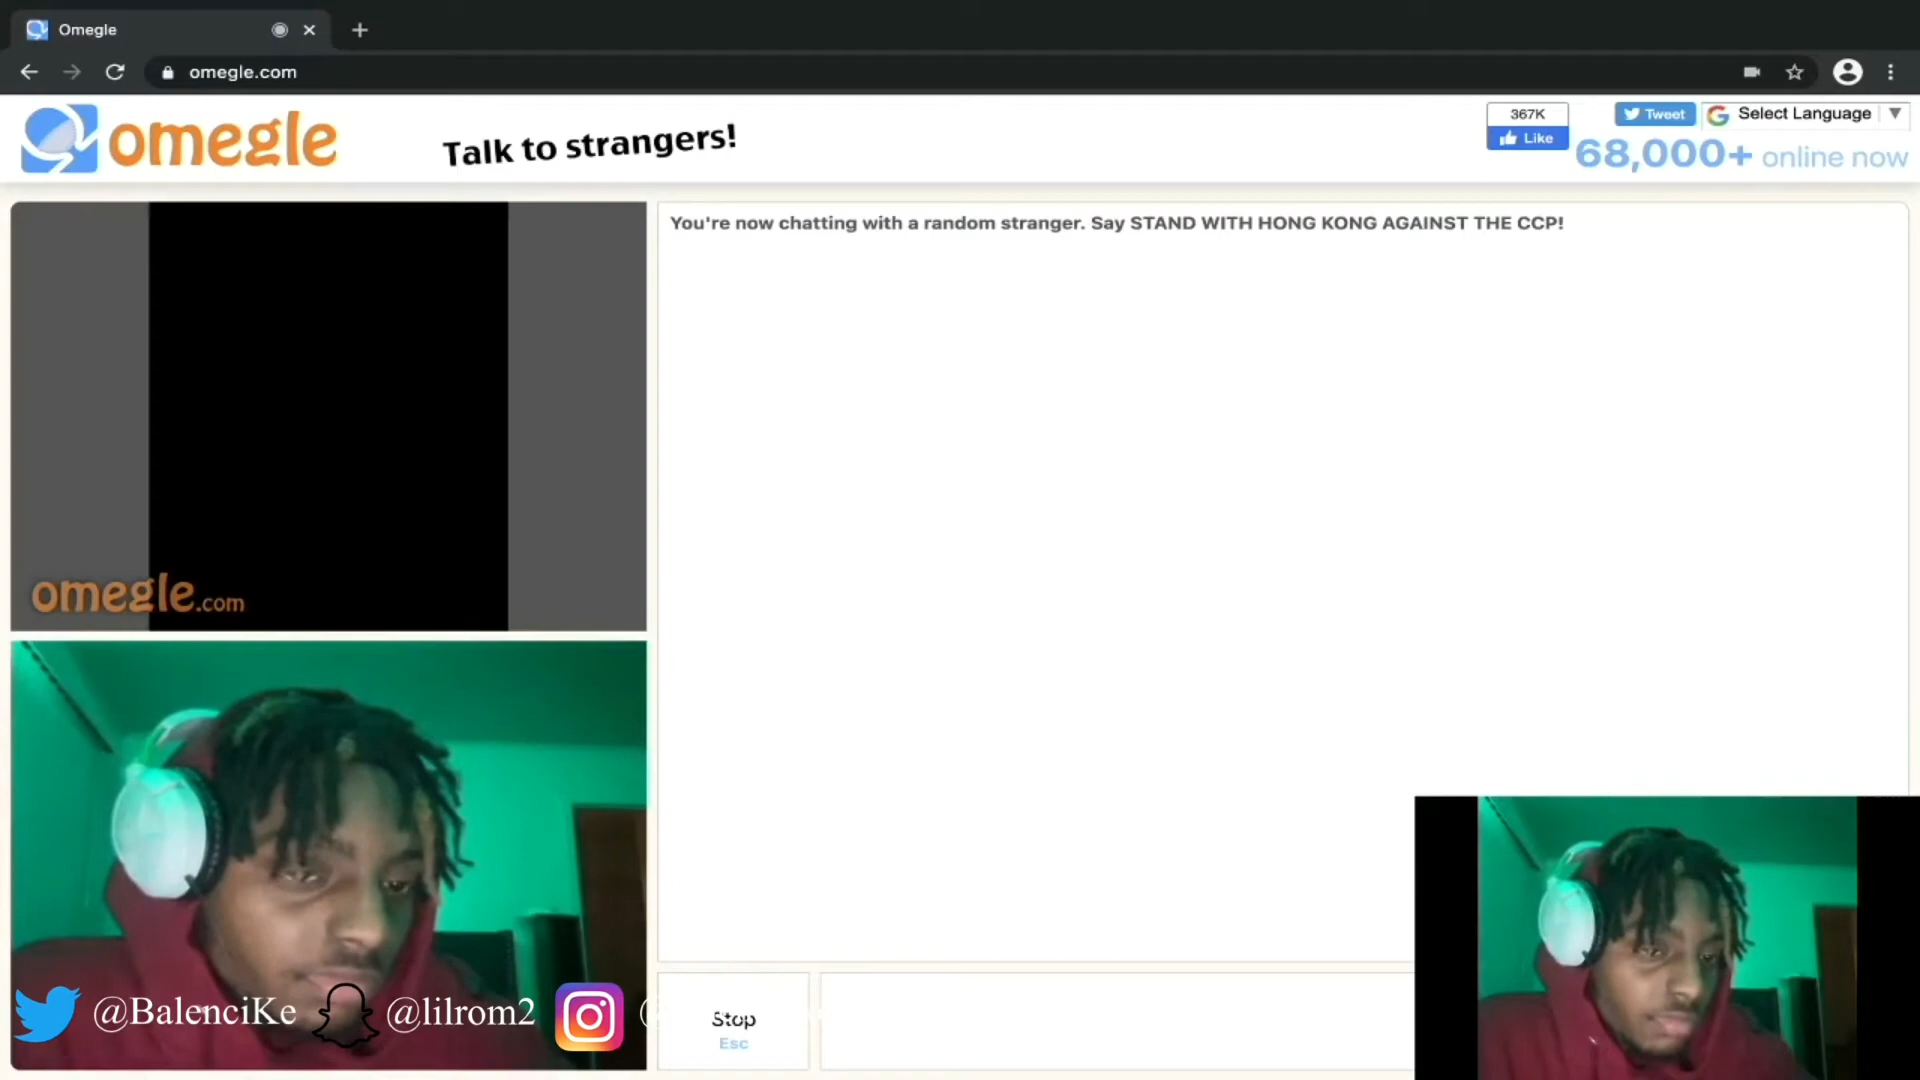 Omegle
omegle.com
omegle
Talk to strangers!
367K
Like
Tweet
Select Language
68,000+ online now
You're now chatting with a random stranger. Say STAND WITH HONG KONG AGAINST THE CCP!
omegle.com
@BalenciKe
@lilrom2
Stop
Esc